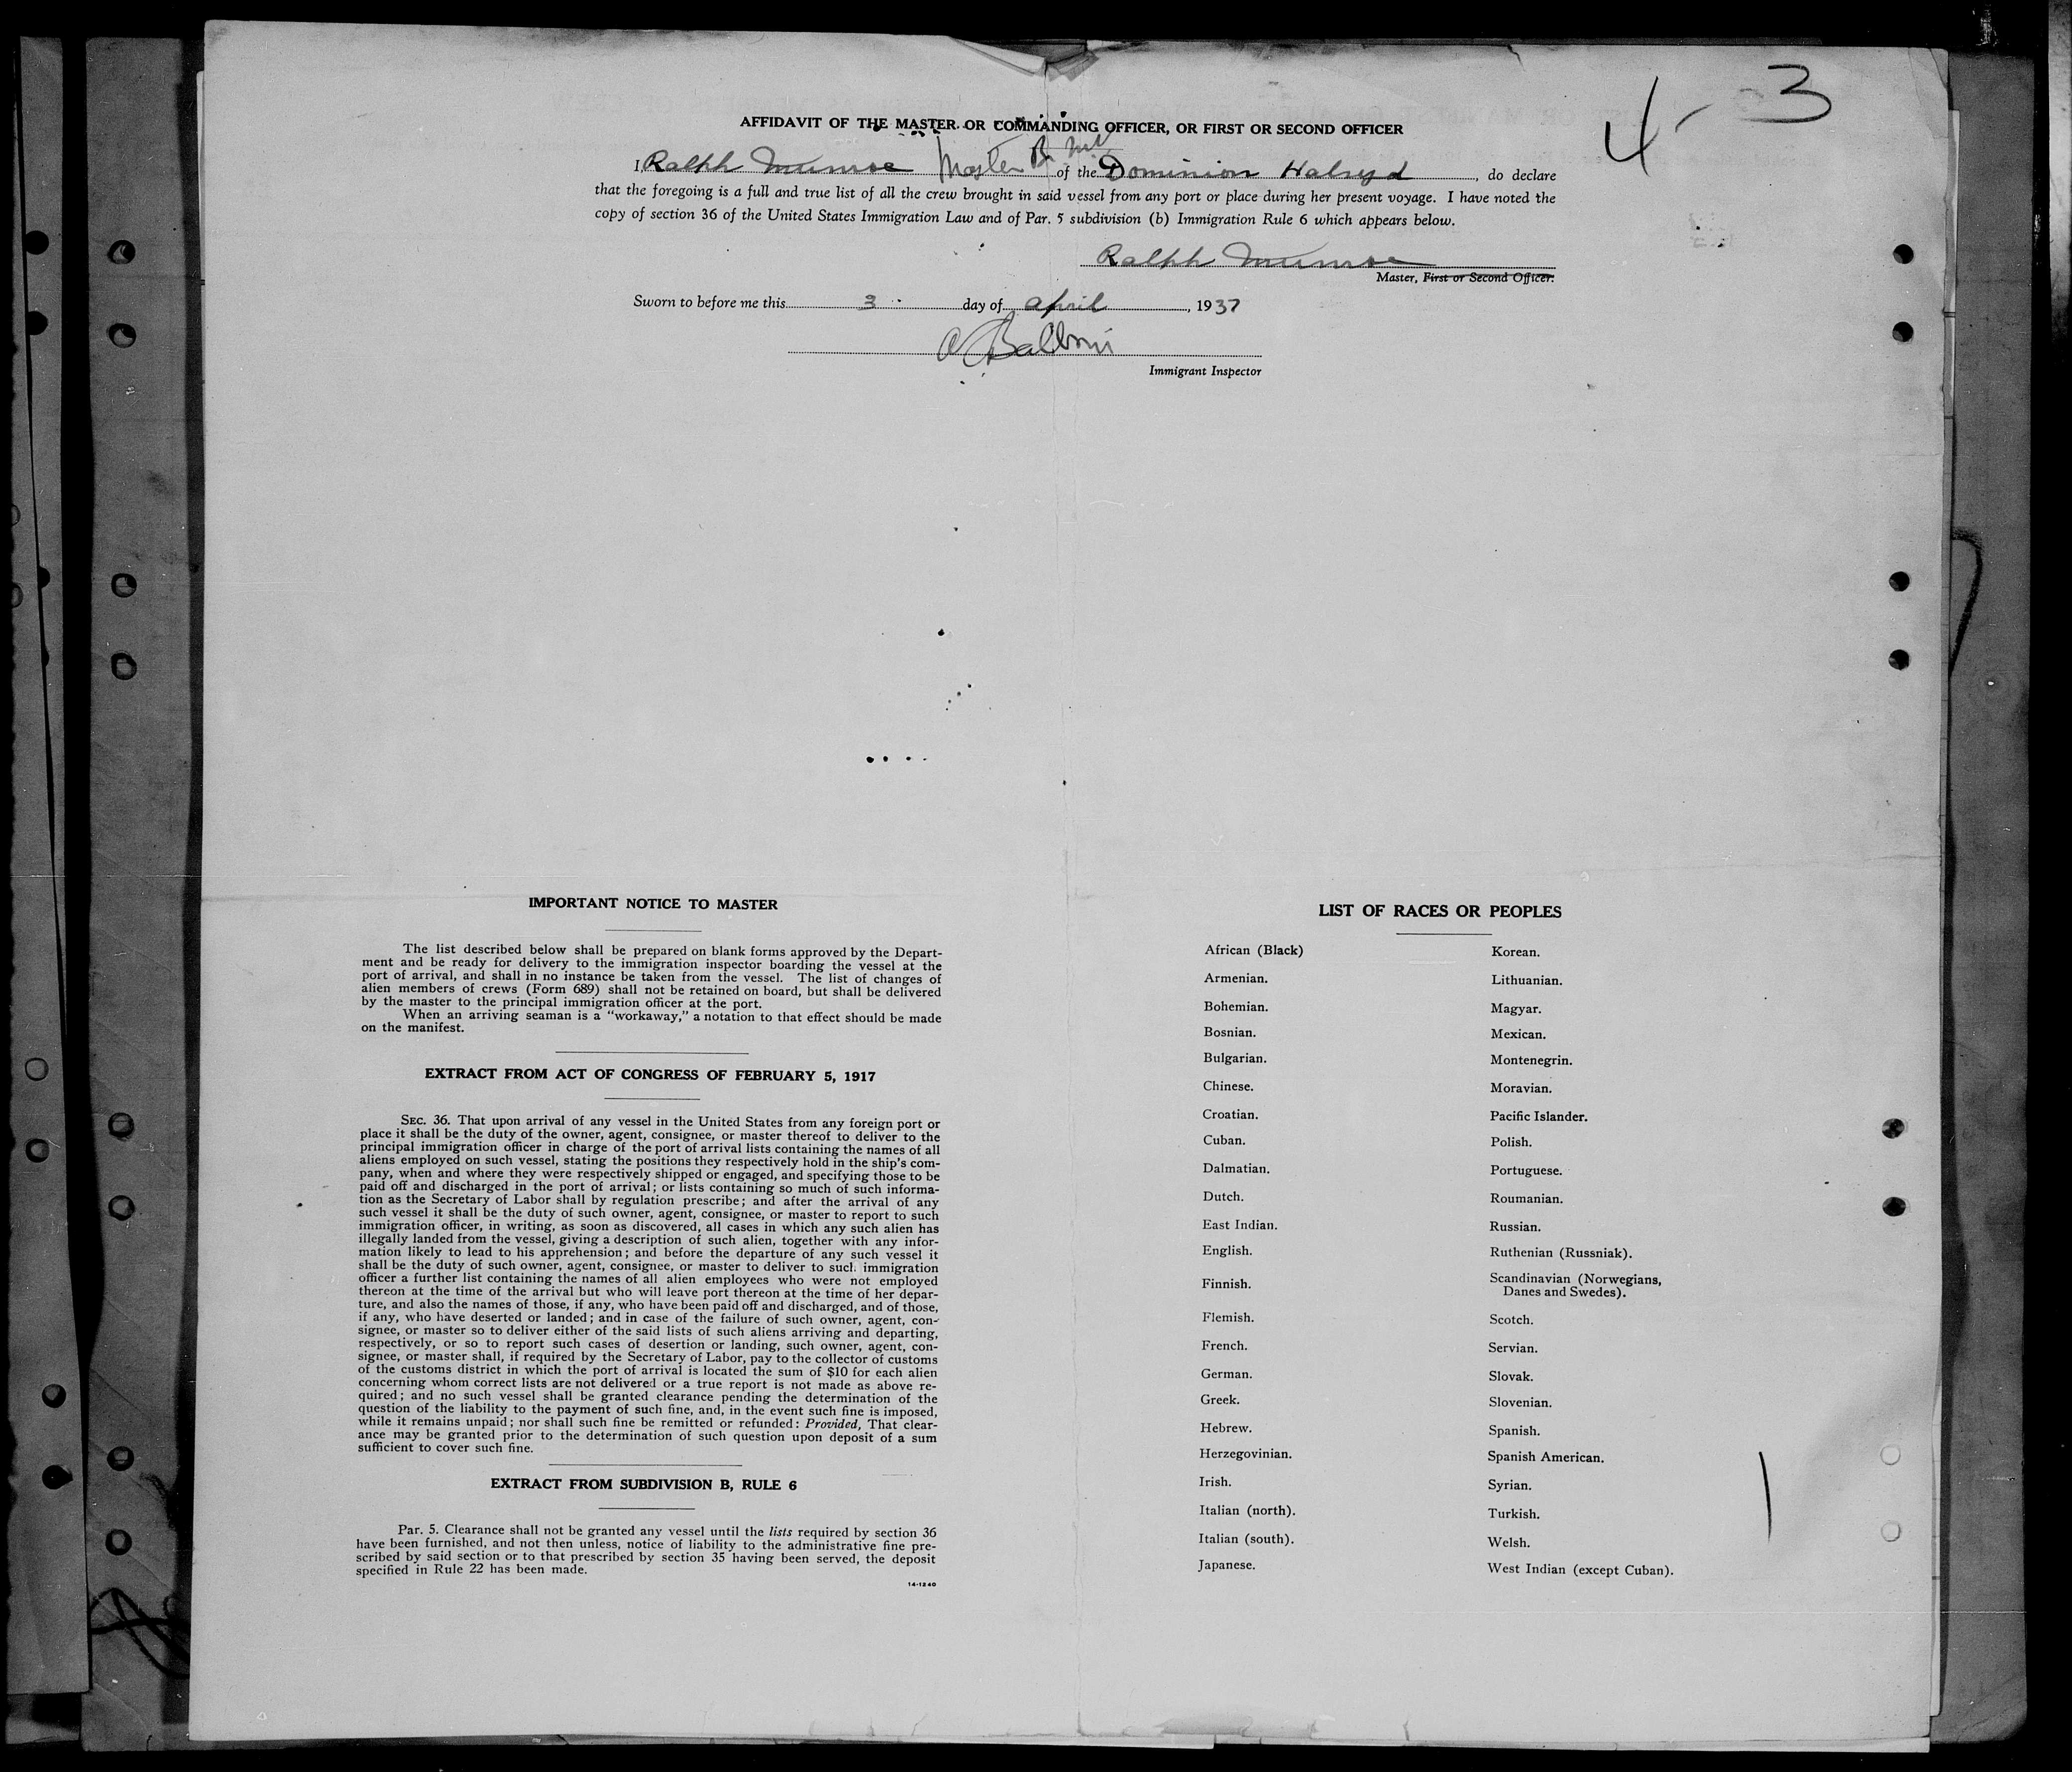 4 - 3
AFFIDAVIT OF THE MASTER OR COMMANDING OFFICER, OR FIRST OR SECOND OFFICER
I, Ralph Munroe Master of the Dominion Halsyd, do declare
that the foregoing is a full and true list of all the crew brought in said vessel from any port or place during her present voyage. I have noted the
copy of section 36 of the United States Immigration Law and of Par. 5 subdivision (b) Immigration Rule 6 which appears below.
Ralph Munroe
Master, First or Second Officer.
Sworn to before me this 3 day of April, 1937
Immigrant Inspector
IMPORTANT NOTICE TO MASTER
The list described below shall be prepared on blank forms approved by the Depart-
ment and be ready for delivery to the immigration inspector boarding the vessel at the
port of arrival, and shall in no instance be taken from the vessel. The list of changes of
alien members of crews (Form 689) shall not be retained on board, but shall be delivered
by the master to the principal immigration officer at the port.
When an arriving seaman is a "workaway," a notation to that effect should be made
on the manifest.
EXTRACT FROM ACT OF CONGRESS OF FEBRUARY 5, 1917
SEC. 36. That upon arrival of any vessel in the United States from any foreign port or
place it shall be the duty of the owner, agent, consignee, or master thereof to deliver to the
principal immigration officer in charge of the port of arrival lists containing the names of all
aliens employed on such vessel, stating the positions they respectively hold in the ship's com-
pany, when and where they were respectively shipped or engaged, and specifying those to be
paid off and discharged in the port of arrival; or lists containing so much of such informa-
tion as the Secretary of Labor shall by regulation prescribe; and after the arrival of any
such vessel it shall be the duty of such owner, agent, consignee, or master to report to such
immigration officer, in writing, as soon as discovered, all cases in which any such alien has
illegally landed from the vessel, giving a description of such alien, together with any infor-
mation likely to lead to his apprehension; and before the departure of any such vessel it
shall be the duty of such owner, agent, consignee, or master to deliver to such immigration
officer a further list containing the names of all alien employees who were not employed
thereon at the time of the arrival but who will leave port thereon at the time of her depar-
ture, and also the names of those, if any, who have been paid off and discharged, and of those,
if any, who have deserted or landed; and in case of the failure of such owner, agent, con-
signee, or master so to deliver either of the said lists of such aliens arriving and departing,
respectively, or so to report such cases of desertion or landing, such owner, agent, con-
signee, or master shall, if required by the Secretary of Labor, pay to the collector of customs
of the customs district in which the port of arrival is located the sum of $10 for each alien
concerning whom correct lists are not delivered or a true report is not made as above re-
quired; and no such vessel shall be granted clearance pending the determination of the
question of the liability to the payment of such fine, and, in the event such fine is imposed,
while it remains unpaid; nor shall such fine be remitted or refunded: Provided, That clear-
ance may be granted prior to the determination of such question upon deposit of a sum
sufficient to cover such fine.
EXTRACT FROM SUBDIVISION B, RULE 6
Par. 5. Clearance shall not be granted any vessel until the lists required by section 36
have been furnished, and not then unless, notice of liability to the administrative fine pre-
scribed by said section or to that prescribed by section 35 having been served, the deposit
specified in Rule 22 has been made.
14-1240
LIST OF RACES OR PEOPLES
African (Black)
Armenian.
Bohemian.
Bosnian.
Bulgarian.
Chinese.
Croatian.
Cuban.
Dalmatian.
Dutch.
East Indian.
English.
Finnish.
Flemish.
French.
German.
Greek.
Hebrew.
Herzegovinian.
Irish.
Italian (north).
Italian (south).
Japanese.
Korean.
Lithuanian.
Magyar.
Mexican.
Montenegrin.
Moravian.
Pacific Islander.
Polish.
Portuguese.
Roumanian.
Russian.
Ruthenian (Russniak).
Scandinavian (Norwegians,
Danes and Swedes).
Scotch.
Servian.
Slovak.
Slovenian.
Spanish.
Spanish American.
Syrian.
Turkish.
Welsh.
West Indian (except Cuban).